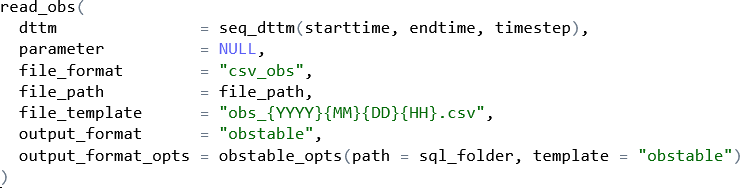 read_obs(
  dttm               = seq_dttm(starttime, endtime, timestep),
  parameter          = NULL,
  file_format        = "csv_obs",
  file_path          = file_path,
  file_template      = "obs_{YYYY}{MM}{DD}{HH}.csv",
  output_format      = "obstable",
  output_format_opts = obstable_opts(path = sql_folder, template = "obstable")
)